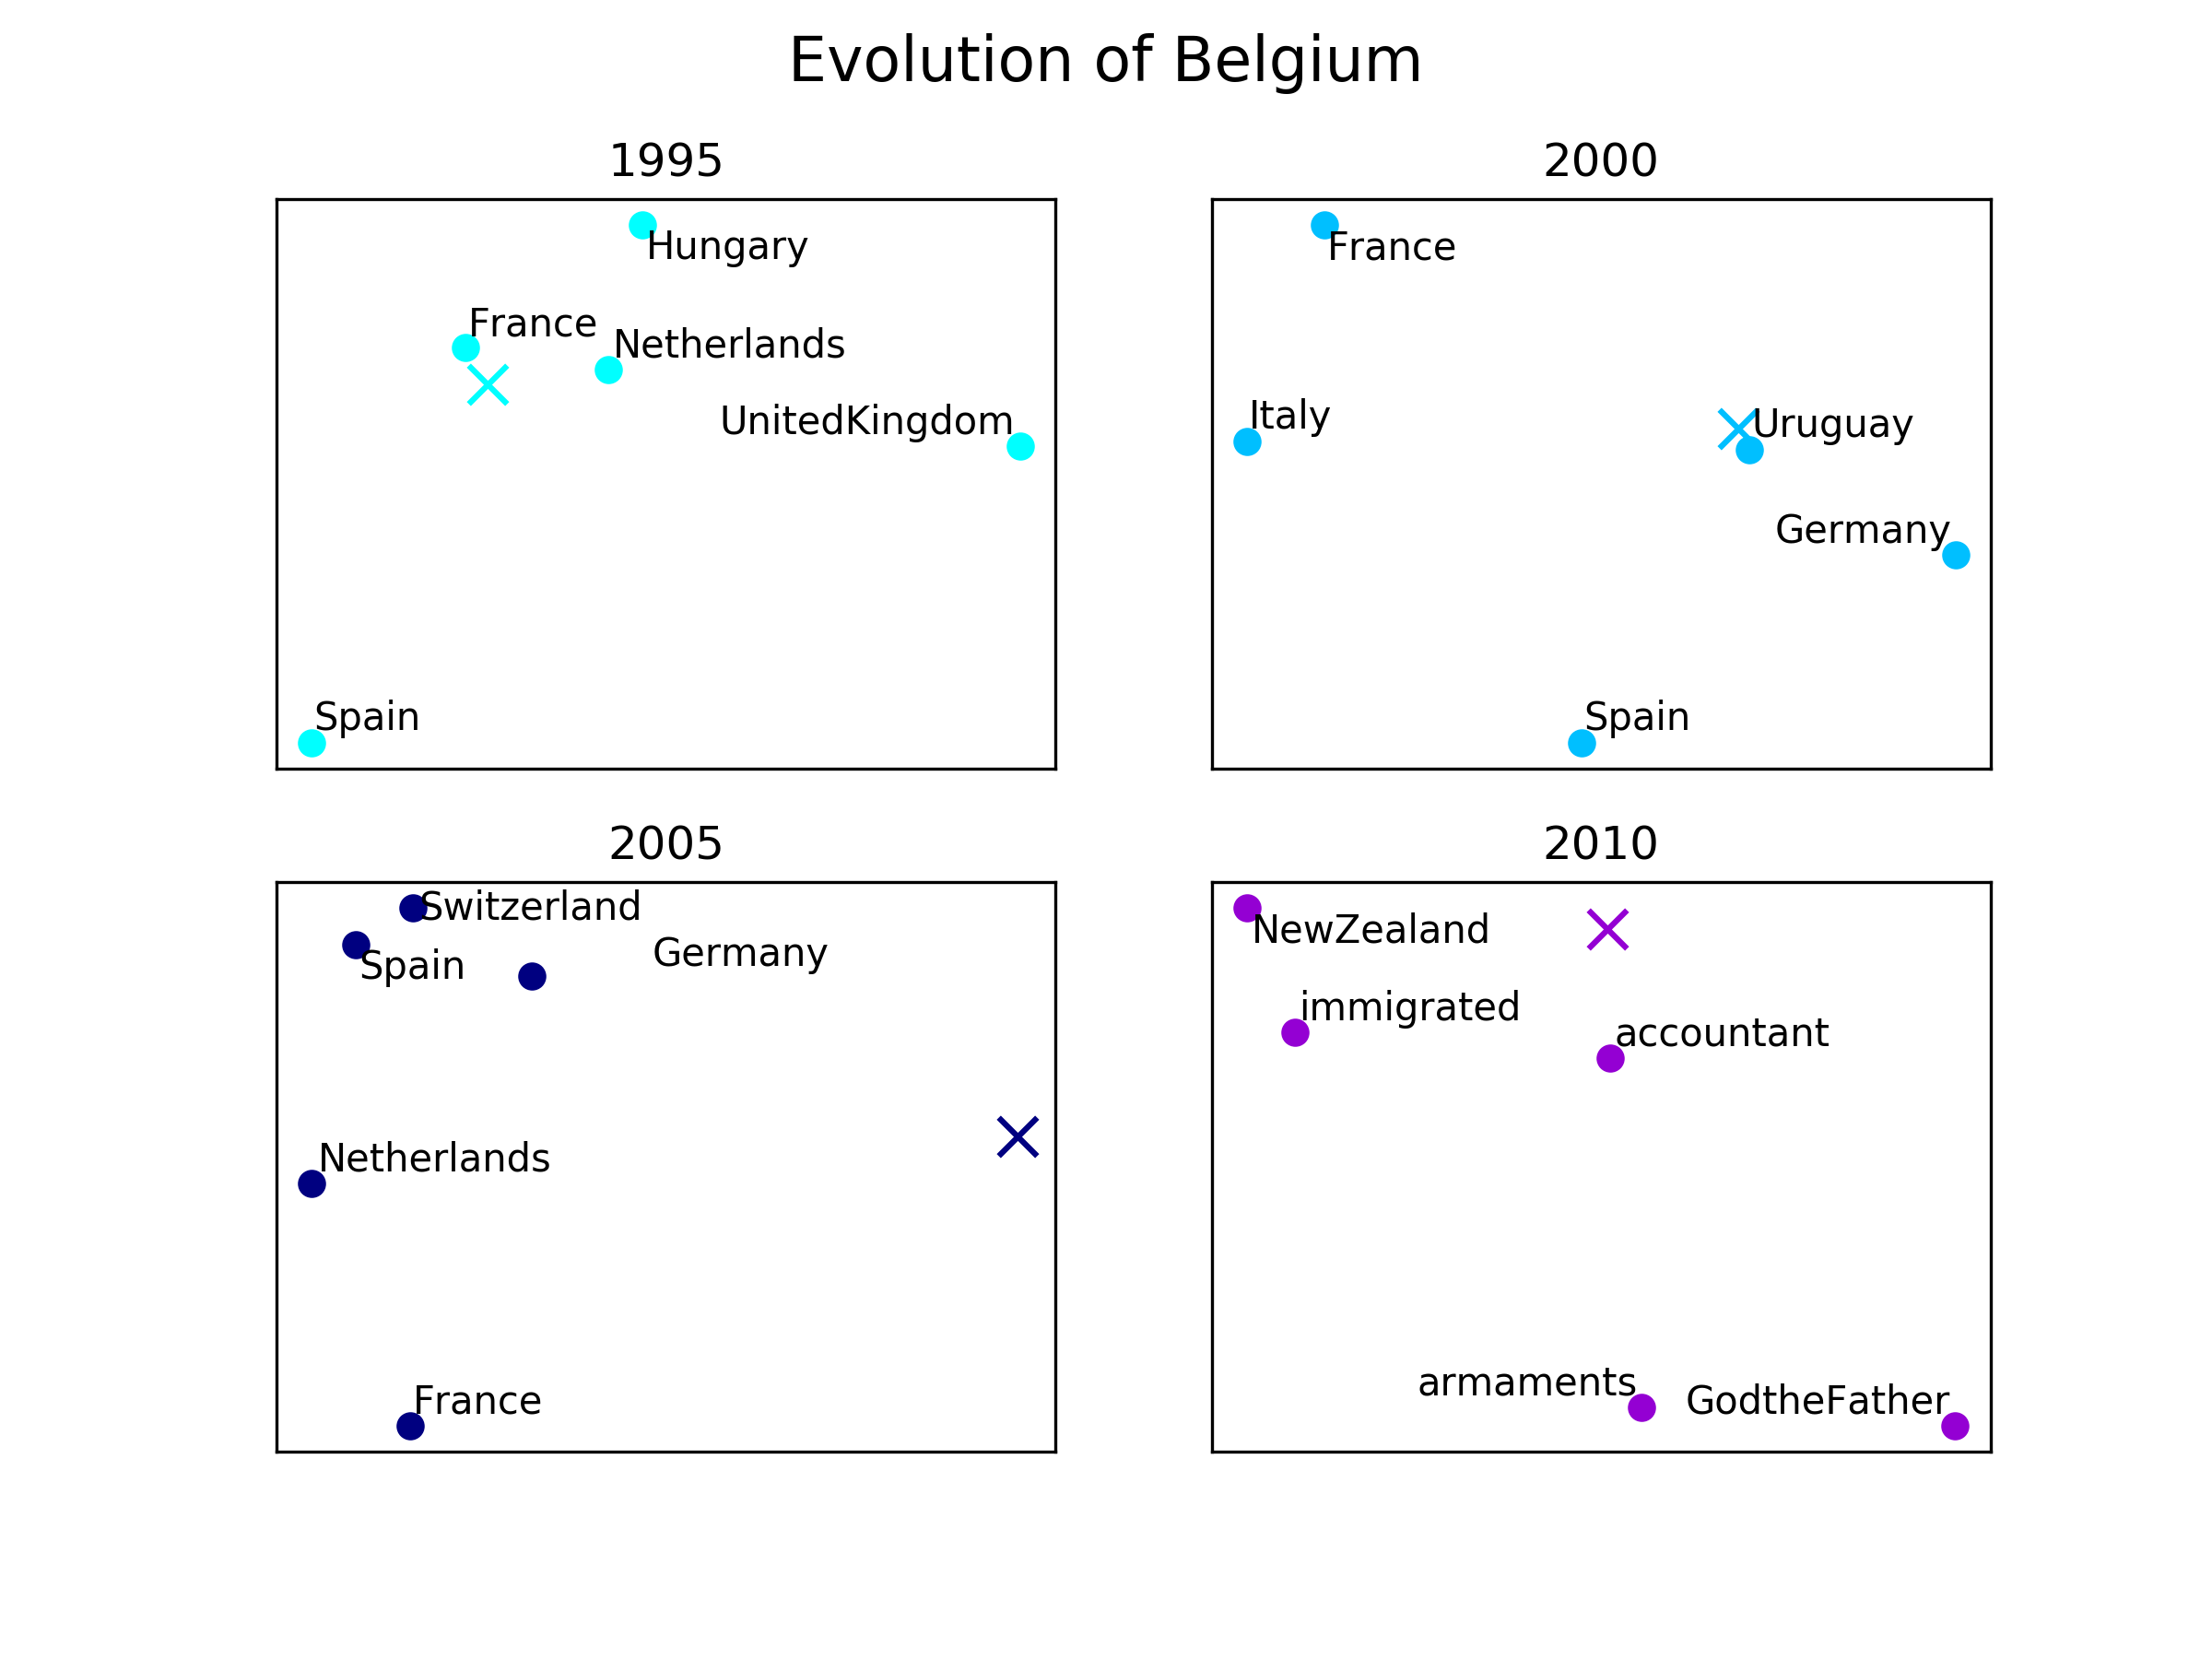 Evolution of Belgium
1995
Hungary
France
Netherlands
UnitedKingdom
Spain
2000
France
Italy
Uruguay
Germany
Spain
2005
Switzerland
Germany
Spain
Netherlands
France
2010
NewZealand
immigrated
accountant
armaments
GodtheFather